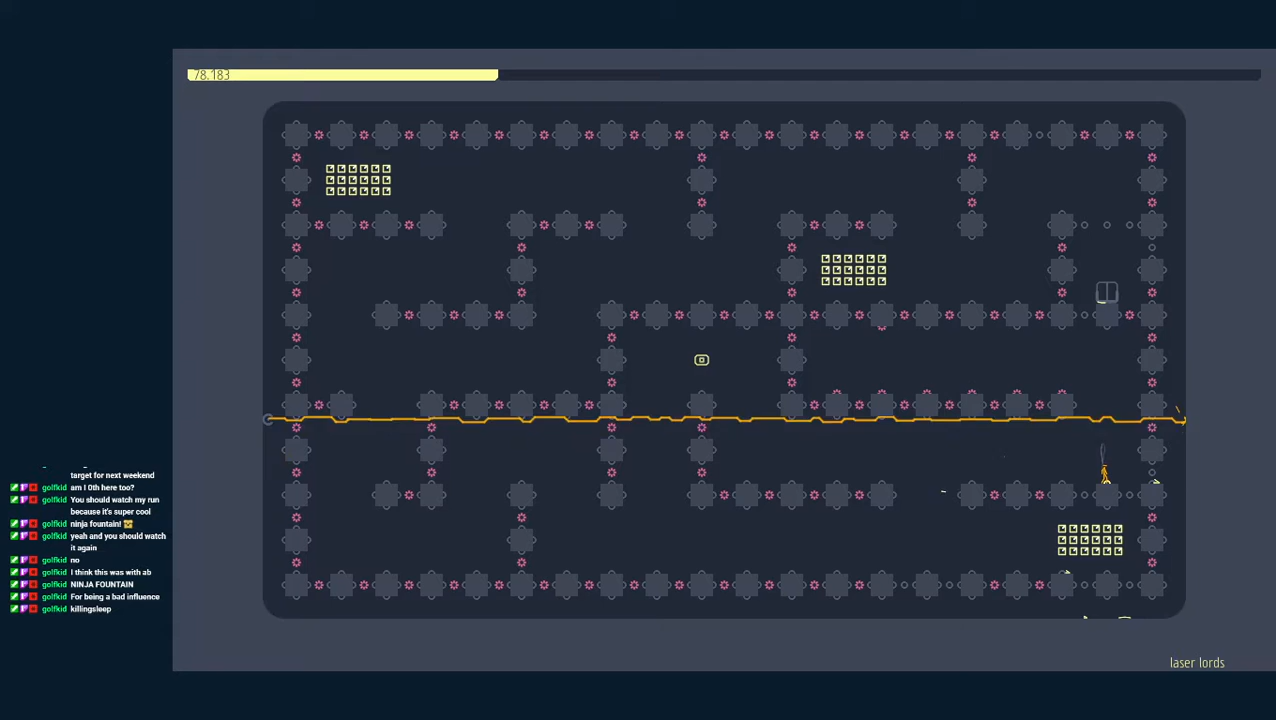 78.183
target for next weekend
golfkid am I 0th here too?
golfkid You should watch my run
because it's super cool
golfkid ninja fountain!
golfkid yeah and you should watch
it again
golfkid no
golfkid I think this was with ab
golfkid NINJA FOUNTAIN
golfkid For being a bad influence
golfkid killingsleep
laser lords